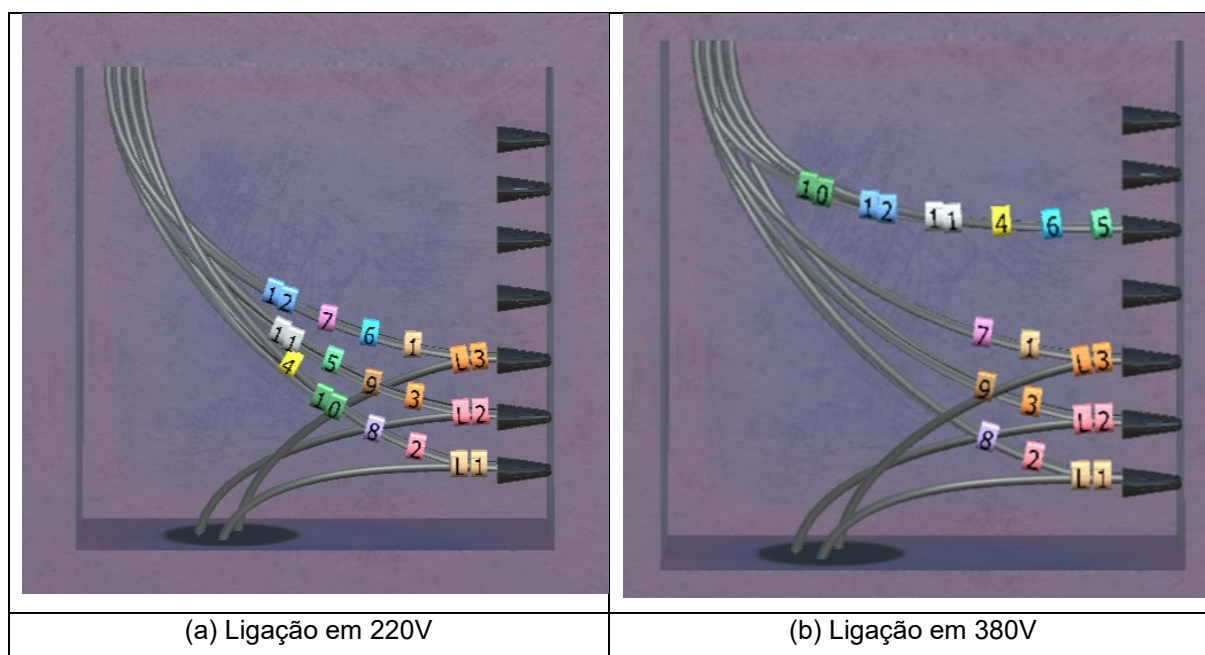 12 7 6 1 L3
11 5 9 3 L2
4 10 8 2 L1
10 12 11 4 6 5
7 1 L3
9 3 L2
8 2 L1
(a) Ligação em 220V
(b) Ligação em 380V